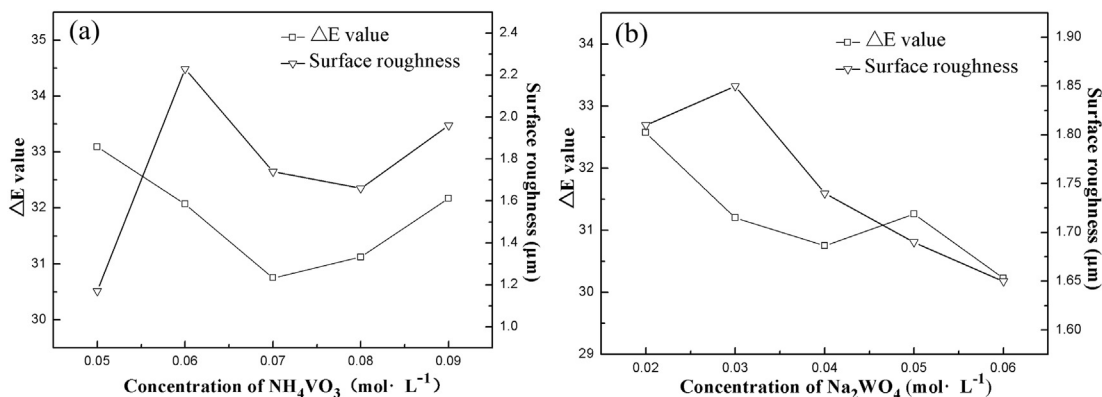 (a)
△E value
Surface roughness
35
34
33
32
31
30
△E value
2.4
2.2
2.0
1.8
1.6
1.4
1.2
1.0
Surface roughness (μm)
0.05 0.06 0.07 0.08 0.09
Concentration of NH₄VO₃ (mol· L⁻¹)
(b)
△E value
Surface roughness
33
32
31
30
29
△E value
1.90
1.85
1.80
1.75
1.70
1.65
1.60
Surface roughness (μm)
0.02 0.03 0.04 0.05 0.06
Concentration of Na₂WO₄ (mol· L⁻¹)